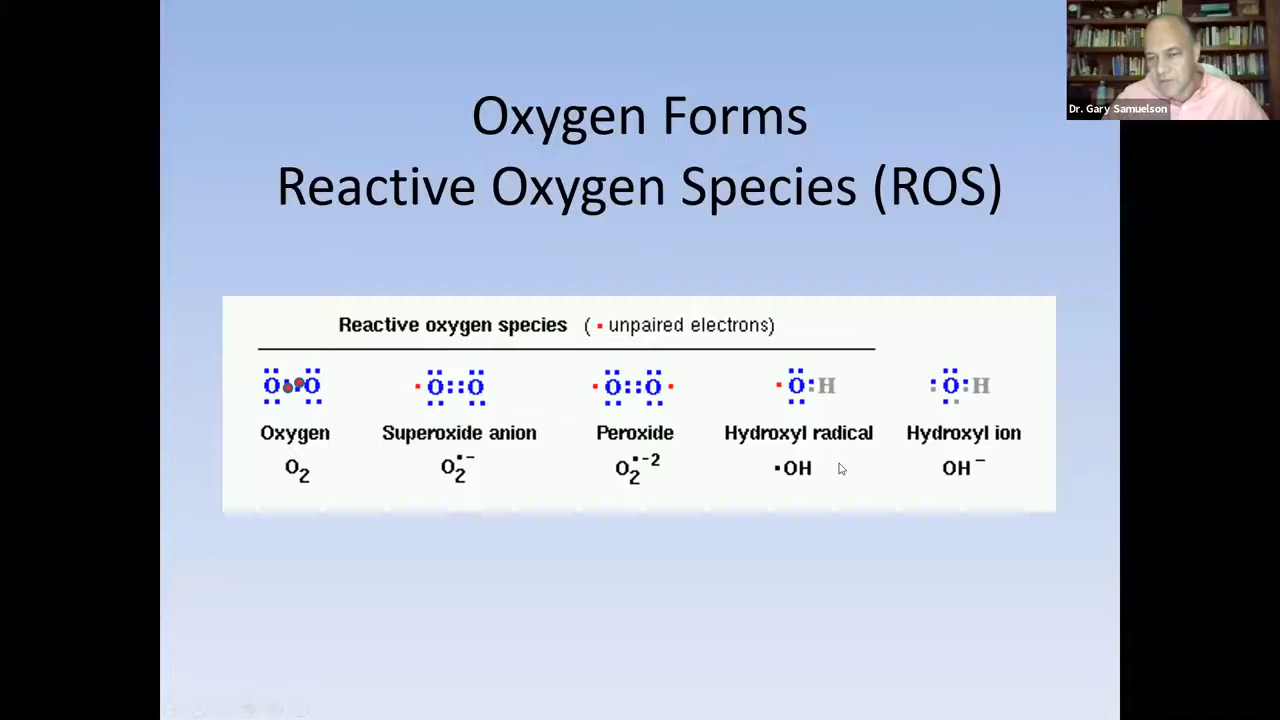 Dr. Gary Samuelson
Oxygen Forms
Reactive Oxygen Species (ROS)
Reactive oxygen species (· unpaired electrons)
Ö::Ö ·Ö::Ö ·Ö::Ö· ·Ö:H :Ö:H
Oxygen Superoxide anion Peroxide Hydroxyl radical Hydroxyl ion
O₂ O₂·⁻ O₂·⁻² ·OH OH⁻